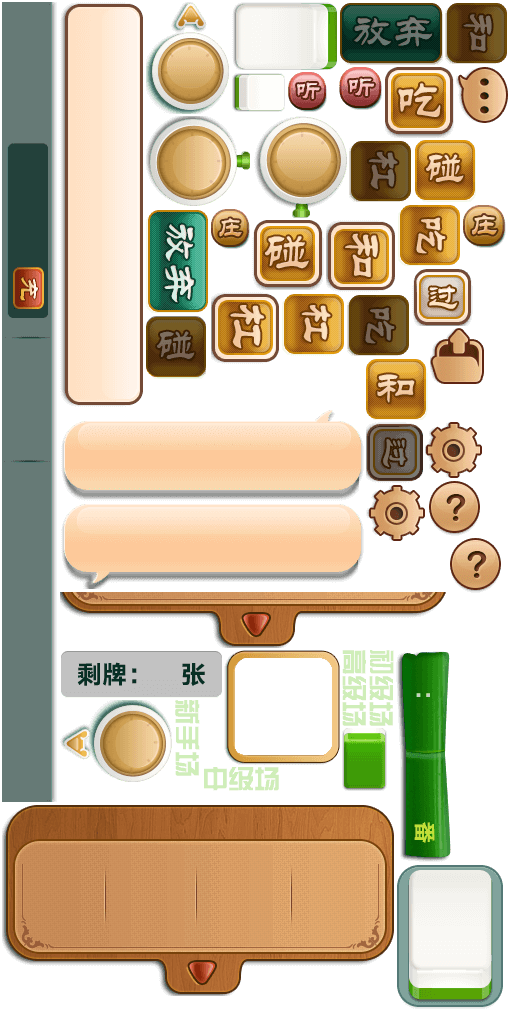 放弃
和
听
听
吃
杠
碰
放弃
庄
碰
和
吃
庄
充
杠
杠
吃
过
碰
和
过
?
?
剩牌： 张
新手场
中级场
高级场
初级场
番